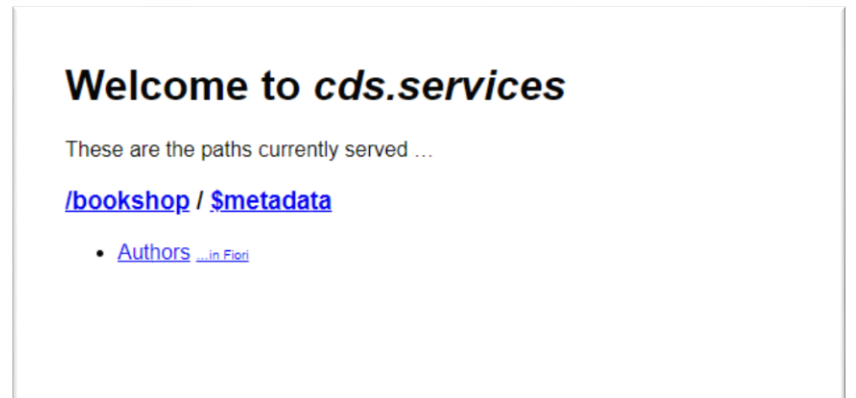 Welcome to cds.services
These are the paths currently served …
/bookshop / $metadata
• Authors ...in Fiori